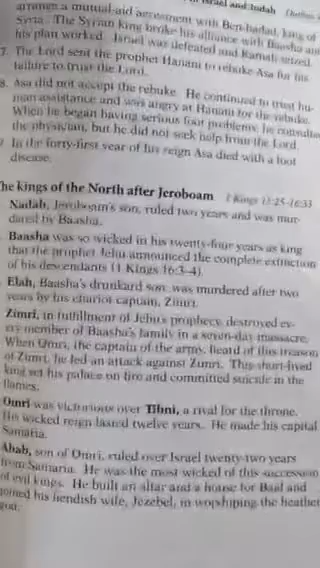 Israel and Judah
arrange a mutual-aid agreement with Ben-hadad, king of
Syria. The Syrian king broke his alliance with Baasha and
his plan worked. Israel was defeated and Ramah seized.
7. The Lord sent the prophet Hanani to rebuke Asa for his
failure to trust the Lord.
8. Asa did not accept the rebuke. He continued to trust hu-
man assistance and was angry at Hanani for the rebuke.
When he began having serious foot problems he consulted
the physician, but he did not seek help from the Lord.
In the forty-first year of his reign Asa died with a foot
disease.
The kings of the North after Jeroboam 1 Kings 15:25-16:33
Nadab, Jeroboam's son, ruled two years and was mur-
dered by Baasha.
Baasha was so wicked in his twenty-four years as king
that the prophet Jehu announced the complete extinction
of his descendants (1 Kings 16:3-4).
Elah, Baasha's drunkard son, was murdered after two
years by his chariot captain, Zimri.
Zimri, in fulfillment of Jehu's prophecy, destroyed ev-
ery member of Baasha's family in a seven-day massacre.
When Omri, the captain of the army, heard of this treason
of Zimri, he led an attack against Zimri. This short-lived
king set his palace on fire and committed suicide in the
flames.
Omri was victorious over Tibni, a rival for the throne.
His wicked reign lasted twelve years. He made his capital
Samaria.
Ahab, son of Omri, ruled over Israel twenty-two years
from Samaria. He was the most wicked of this succession
of evil kings. He built an altar and a house for Baal and
joined his fiendish wife, Jezebel, in worshiping the heathen
god.